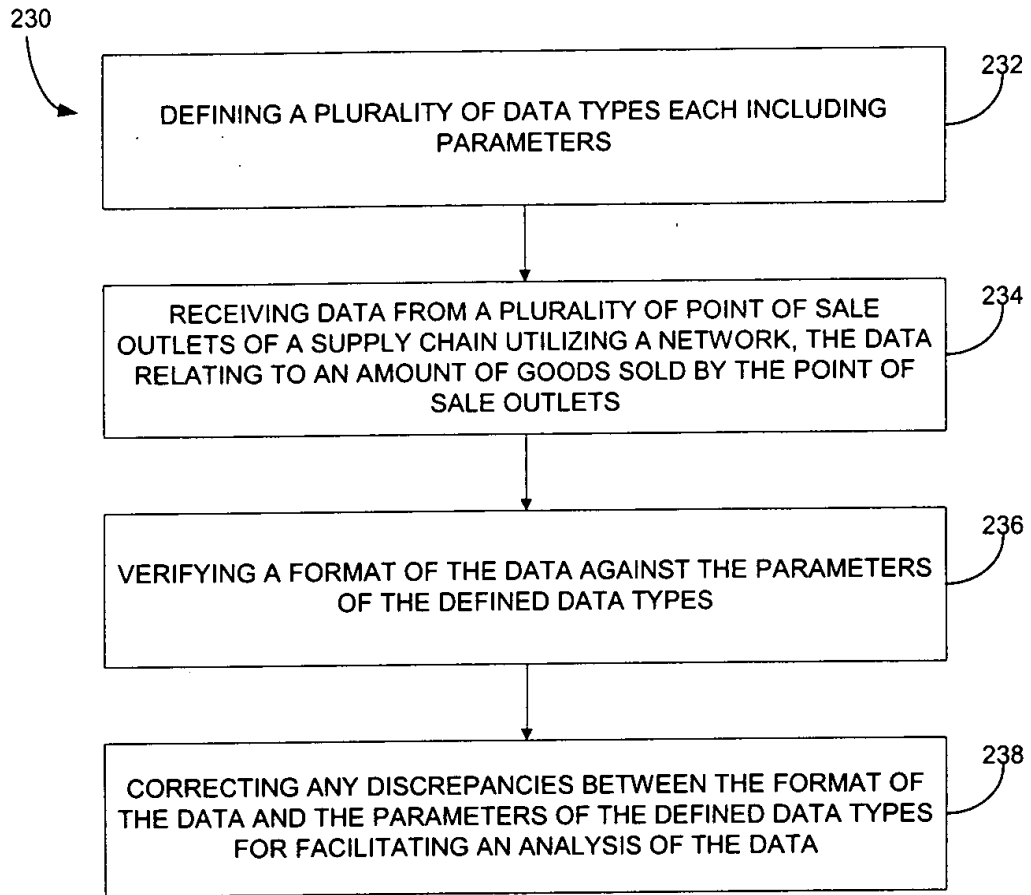 230
232
DEFINING A PLURALITY OF DATA TYPES EACH INCLUDING
PARAMETERS
234
RECEIVING DATA FROM A PLURALITY OF POINT OF SALE
OUTLETS OF A SUPPLY CHAIN UTILIZING A NETWORK, THE DATA
RELATING TO AN AMOUNT OF GOODS SOLD BY THE POINT OF
SALE OUTLETS
236
VERIFYING A FORMAT OF THE DATA AGAINST THE PARAMETERS
OF THE DEFINED DATA TYPES
238
CORRECTING ANY DISCREPANCIES BETWEEN THE FORMAT OF
THE DATA AND THE PARAMETERS OF THE DEFINED DATA TYPES
FOR FACILITATING AN ANALYSIS OF THE DATA